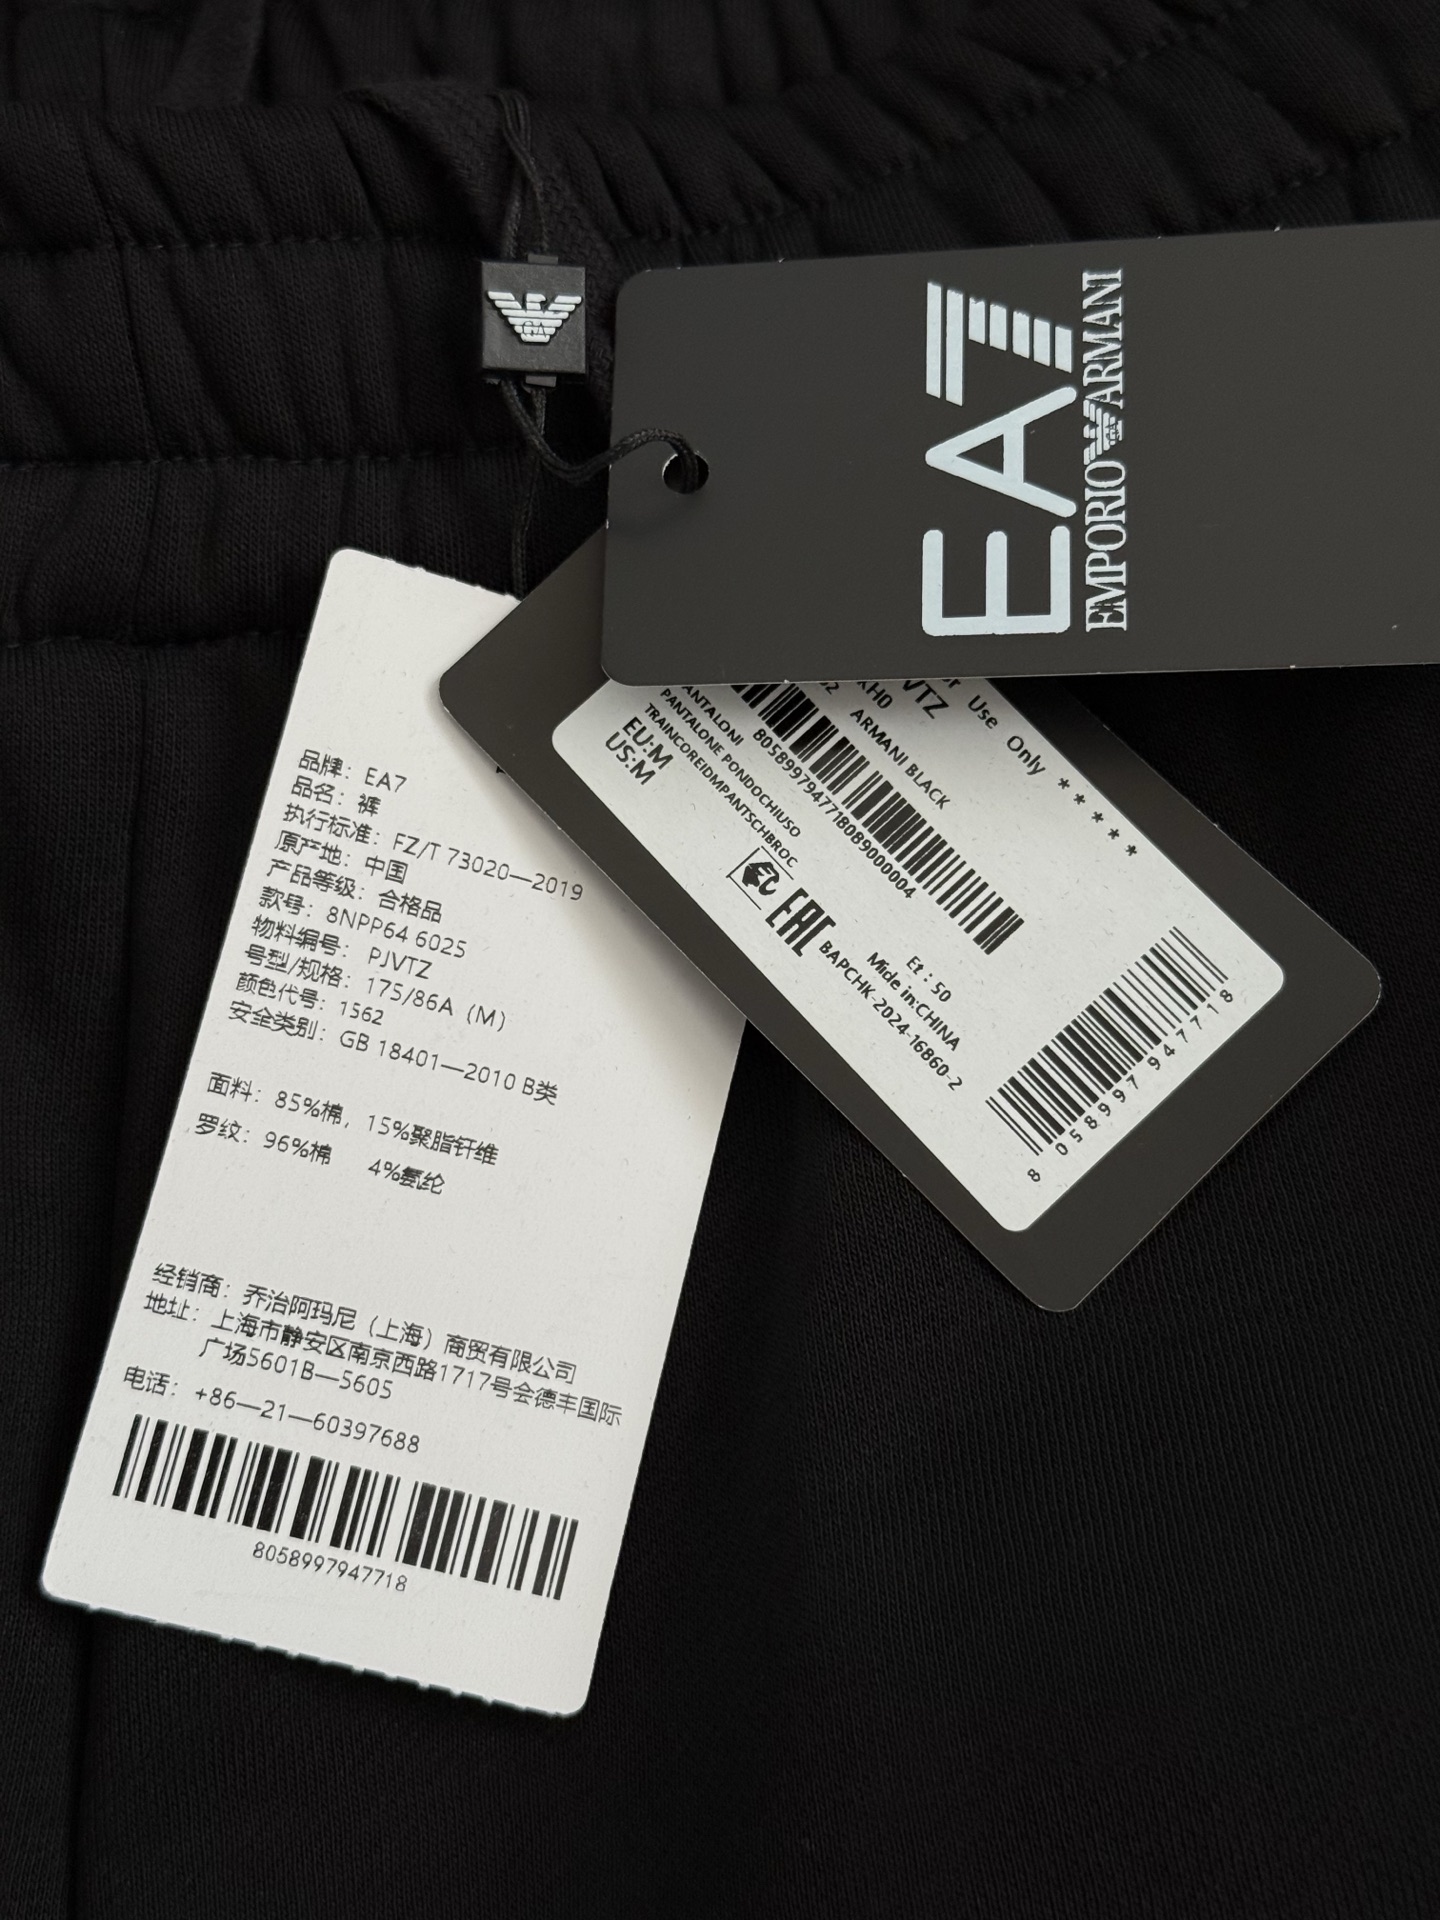 EA7
EMPORIO ARMANI
GA
品牌：EA7
品名：裤
执行标准：FZ/T 73020—2019
原产地：中国
产品等级：合格品
款号：8NPP64 6025
物料编号：PJVTZ
号型/规格：175/86A（M）
颜色代号：1562
安全类别：GB 18401—2010 B类
面料：85%棉，15%聚脂钎维
罗纹：96%棉 4%氨纶
经销商：乔治阿玛尼（上海）商贸有限公司
地址：上海市静安区南京西路1717号会德丰国际
广场5601B—5605
电话：+86—21—60397688
8058997947718
Use Only *****
VTZ
KH0
ARMANI BLACK
805899794771808900004
ANTALONI
PANTALONE PONDOCHIUSO
TRAINCOREIDMPANTSCHBROC
EU:M
US:M
EAC
Et : 50
Mide in:CHINA
BAPCHK-2024-16860-2
8 058997 947718